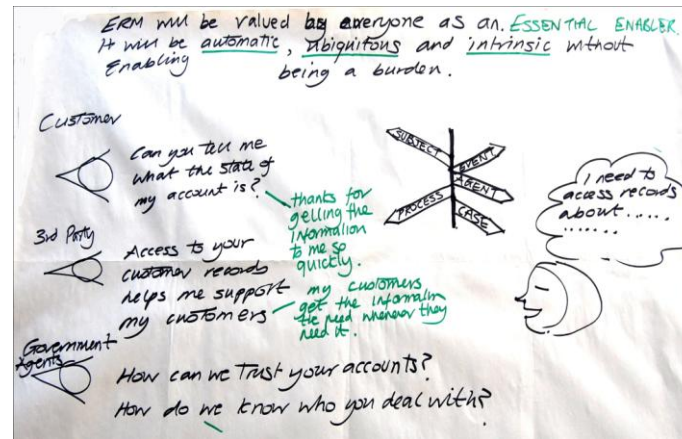 ERM will be valued by everyone as an ESSENTIAL ENABLER.
It will be automatic, ubiquitous and intrinsic without
Enabling being a burden.
Customer
Can you tell me
what the state of
my account is?
thanks for
getting the
information
to me so
quickly.
3rd Party
Access to your
customer records
helps me support
my customers
my customers
get the information
the need whenever they
need it.
Government
Agents
How can we trust your accounts?
How do we know who you deal with?
SUBJECT
EVENT
AGENT
PROCESS
CASE
I need to
access records
about.....
.......